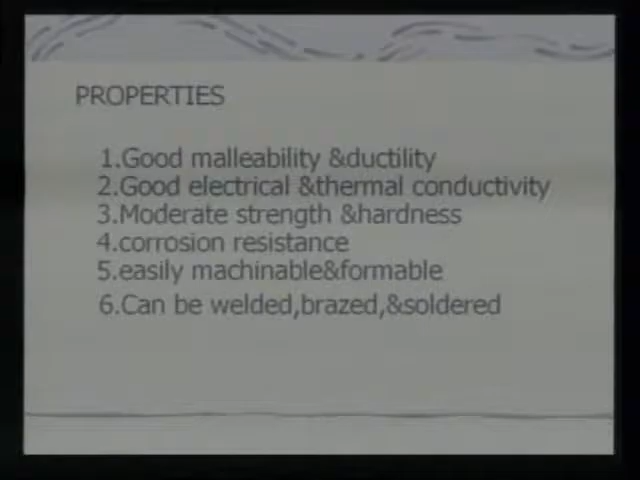 PROPERTIES
1.Good malleability &ductility
2.Good electrical &thermal conductivity
3.Moderate strength &hardness
4.corrosion resistance
5.easily machinable&formable
6.Can be welded,brazed,&soldered